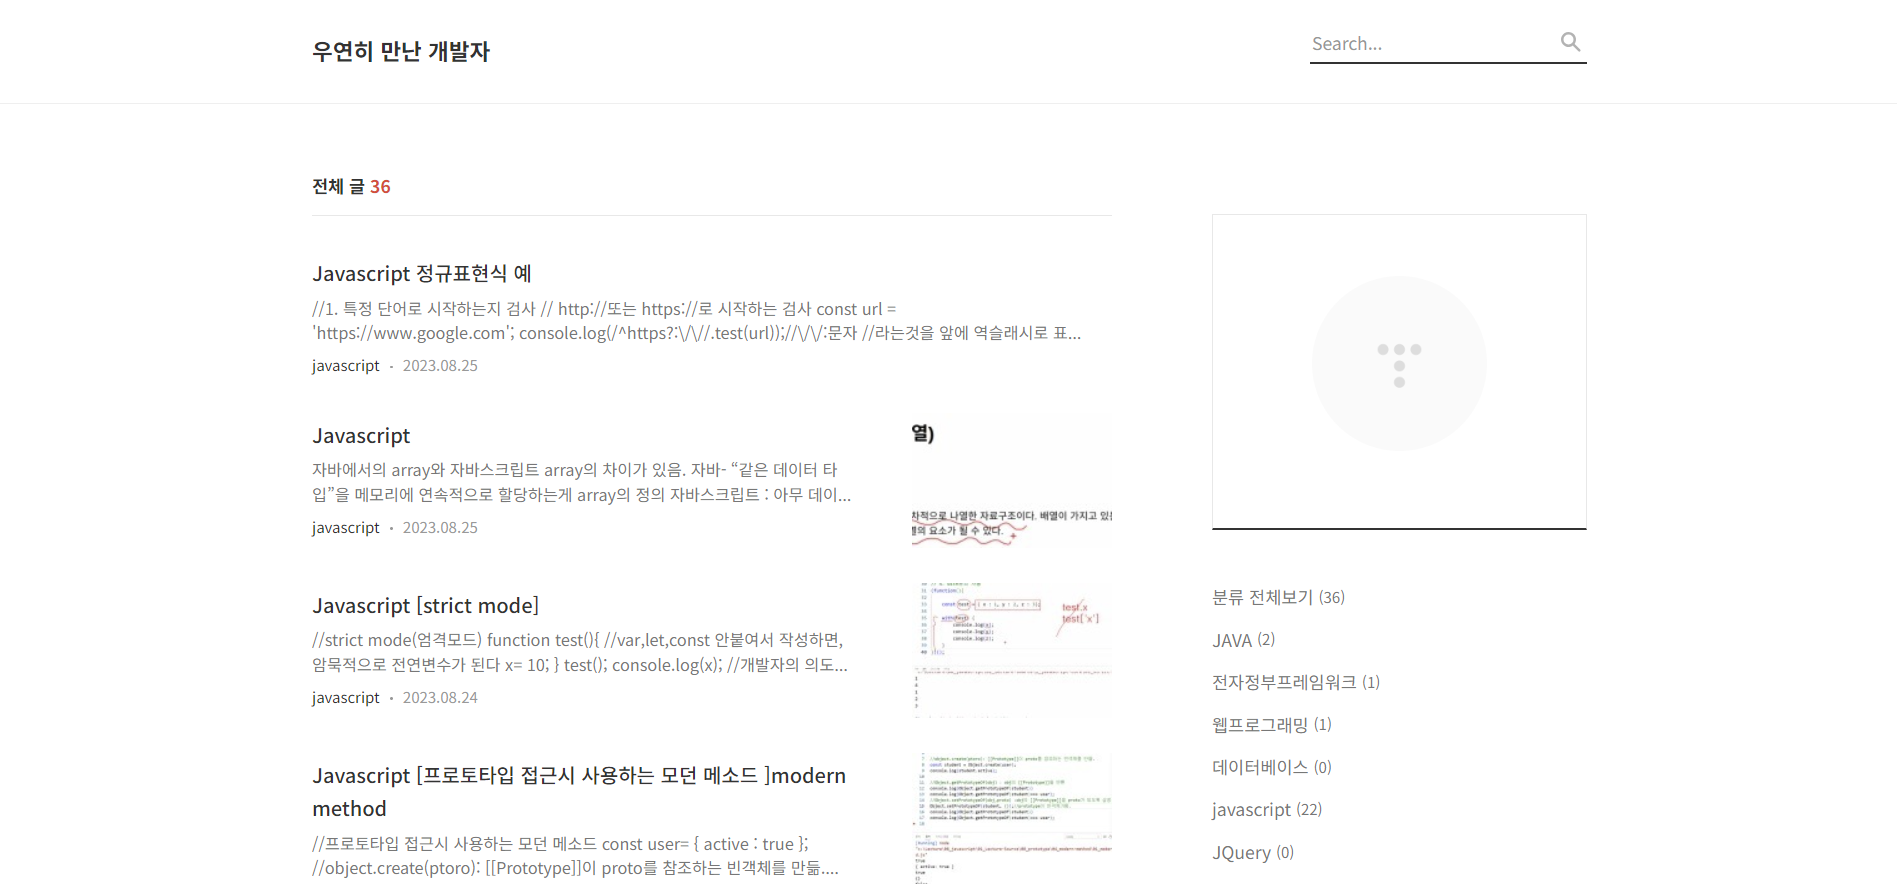 우연히 만난 개발자
Search...
전체 글 36
Javascript 정규표현식 예
//1. 특정 단어로 시작하는지 검사 // http://또는 https://로 시작하는 검사 const url =
'https://www.google.com'; console.log(/^https?:\/\//.test(url));//\/\/:문자 //라는것을 앞에 역슬래시로 표...
javascript · 2023.08.25
Javascript
자바에서의 array와 자바스크립트 array의 차이가 있음. 자바- “같은 데이터 타
입”을 메모리에 연속적으로 할당하는게 array의 정의 자바스크립트 : 아무 데이...
javascript · 2023.08.25
열)
차적으로 나열한 자료구조이다. 배열이 가지고 있
의 요소가 될 수 있다.
Javascript [strict mode]
//strict mode(엄격모드) function test(){ //var,let,const 안붙여서 작성하면,
암묵적으로 전연변수가 된다 x= 10; } test(); console.log(x); //개발자의 의도...
javascript · 2023.08.24
test.x
test['x']
Javascript [프로토타입 접근시 사용하는 모던 메소드 ]modern
method
//프로토타입 접근시 사용하는 모던 메소드 const user= { active : true };
//object.create(ptoro): [[Prototype]]이 proto를 참조하는 빈객체를 만듦....
분류 전체보기 (36)
JAVA (2)
전자정부프레임워크 (1)
웹프로그래밍 (1)
데이터베이스 (0)
javascript (22)
JQuery (0)